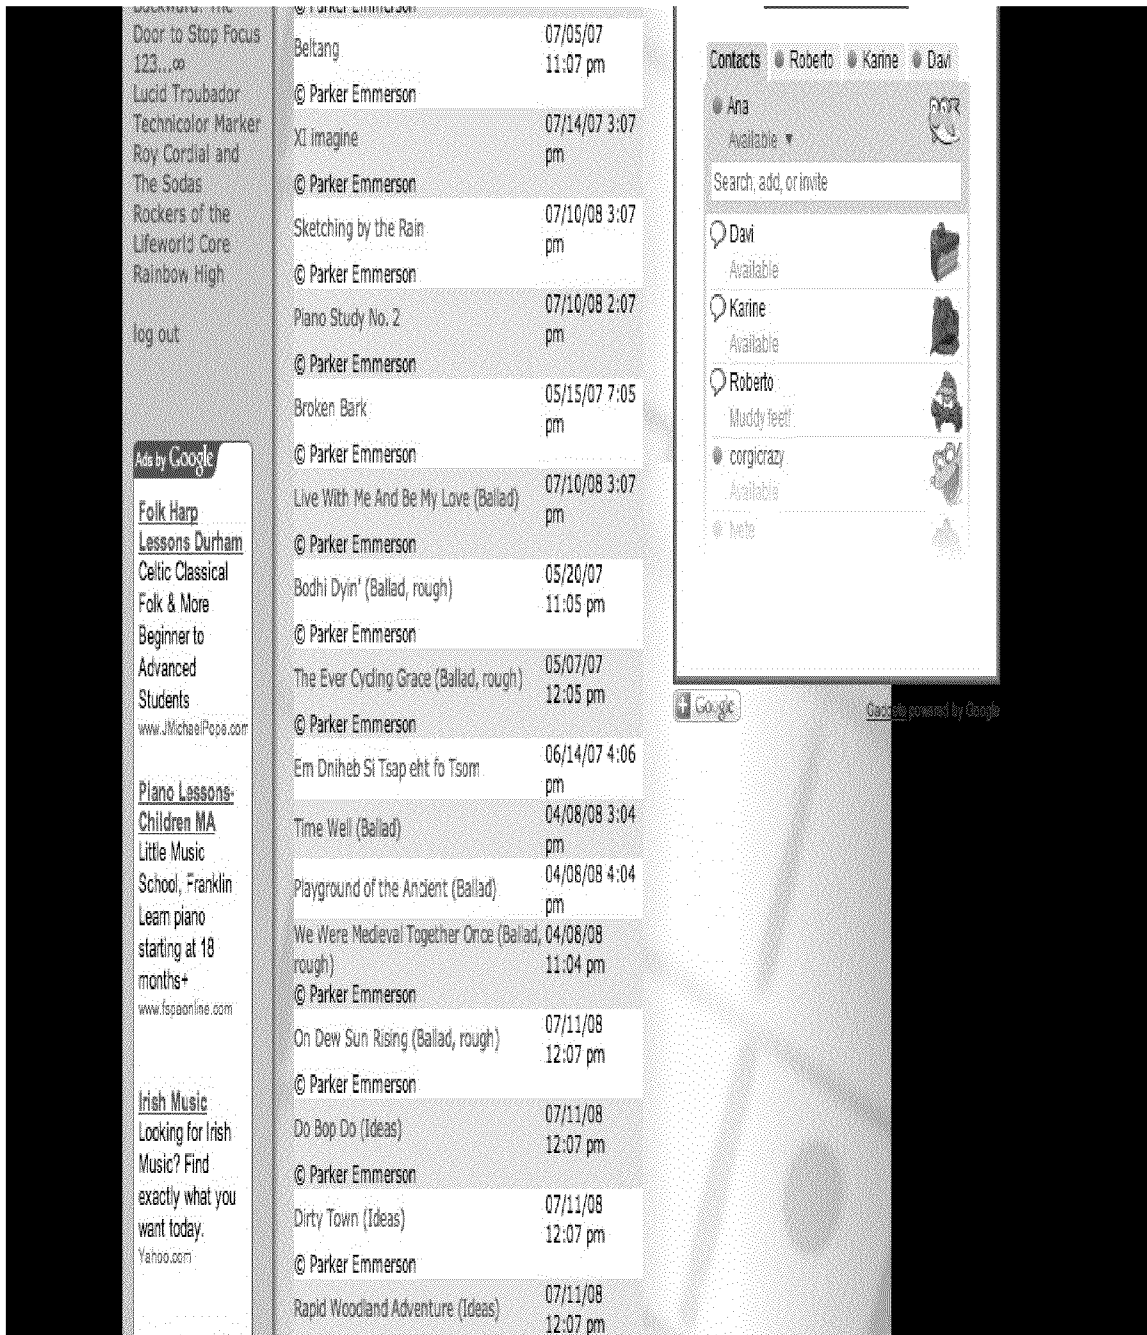 Backward: The
Door to Stop Focus
123...∞
Lucid Troubador
Technicolor Marker
Roy Cordial and
The Sodas
Rockers of the
Lifeworld Core
Rainbow High
log out
Ads by Google
Folk Harp
Lessons Durham
Celtic Classical
Folk & More
Beginner to
Advanced
Students
www.JMichaelPope.com
Piano Lessons-
Children MA
Little Music
School, Franklin
Learn piano
starting at 18
months+
www.fspaonline.com
Irish Music
Looking for Irish
Music? Find
exactly what you
want today.
Yahoo.com
© Parker Emmerson
Beltang
07/05/07
11:07 pm
© Parker Emmerson
XI imagine
07/14/07 3:07
pm
© Parker Emmerson
Sketching by the Rain
07/10/08 3:07
pm
© Parker Emmerson
Piano Study No. 2
07/10/08 2:07
pm
© Parker Emmerson
Broken Bark
05/15/07 7:05
pm
© Parker Emmerson
Live With Me And Be My Love (Ballad)
07/10/08 3:07
pm
© Parker Emmerson
Bodhi Dyin' (Ballad, rough)
05/20/07
11:05 pm
© Parker Emmerson
The Ever Cycling Grace (Ballad, rough)
05/07/07
12:05 pm
© Parker Emmerson
Em Dniheb Si Tsap eht fo Tsom
06/14/07 4:06
pm
Time Well (Ballad)
04/08/08 3:04
pm
Playground of the Ancient (Ballad)
04/08/08 4:04
pm
We Were Medieval Together Once (Ballad,
rough)
04/08/08
11:04 pm
© Parker Emmerson
On Dew Sun Rising (Ballad, rough)
07/11/08
12:07 pm
© Parker Emmerson
Do Bop Do (Ideas)
07/11/08
12:07 pm
© Parker Emmerson
Dirty Town (Ideas)
07/11/08
12:07 pm
© Parker Emmerson
Rapid Woodland Adventure (Ideas)
07/11/08
12:07 pm
Contacts Roberto Karine Davi
Ana
Available ▼
Search, add, or invite
Davi
Available
Karine
Available
Roberto
Muddy feet!
corgicrazy
Available
Ivete
+ Google
Gadgets powered by Google